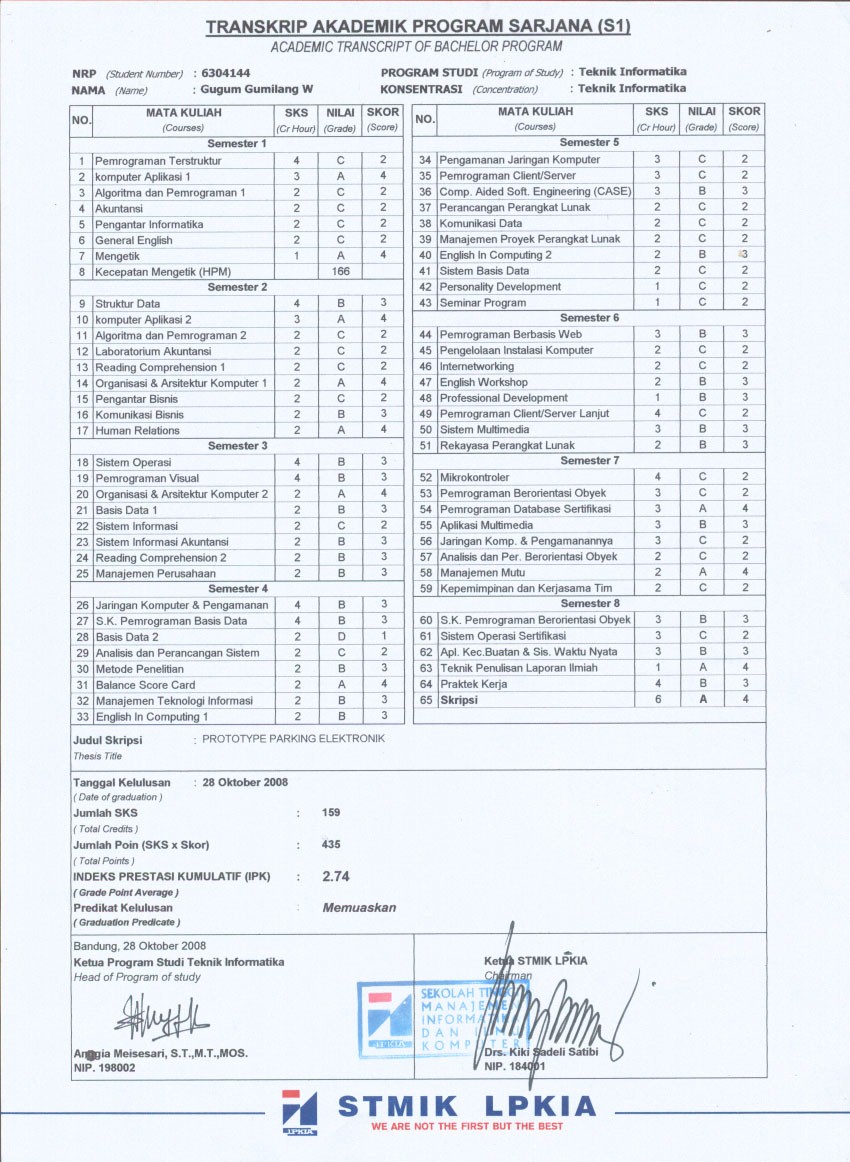 TRANSKRIP AKADEMIK PROGRAM SARJANA (S1)
ACADEMIC TRANSCRIPT OF BACHELOR PROGRAM
NRP (Student Number) : 6304144
NAMA (Name) : Gugum Gumilang W
PROGRAM STUDI (Program of Study) : Teknik Informatika
KONSENTRASI (Concentration) : Teknik Informatika
NO. MATA KULIAH SKS NILAI SKOR
(Courses) (Cr Hour) (Grade) (Score)
Semester 1
1 Pemrograman Terstruktur 4 C 2
2 komputer Aplikasi 1 3 A 4
3 Algoritma dan Pemrograman 1 2 C 2
4 Akuntansi 2 C 2
5 Pengantar Informatika 2 C 2
6 General English 2 C 2
7 Mengetik 1 A 4
8 Kecepatan Mengetik (HPM) 166
Semester 2
9 Struktur Data 4 B 3
10 komputer Aplikasi 2 3 A 4
11 Algoritma dan Pemrograman 2 2 C 2
12 Laboratorium Akuntansi 2 C 2
13 Reading Comprehension 1 2 C 2
14 Organisasi & Arsitektur Komputer 1 2 A 4
15 Pengantar Bisnis 2 C 2
16 Komunikasi Bisnis 2 B 3
17 Human Relations 2 A 4
Semester 3
18 Sistem Operasi 4 B 3
19 Pemrograman Visual 4 B 3
20 Organisasi & Arsitektur Komputer 2 2 A 4
21 Basis Data 1 2 B 3
22 Sistem Informasi 2 C 2
23 Sistem Informasi Akuntansi 2 B 3
24 Reading Comprehension 2 2 B 3
25 Manajemen Perusahaan 2 B 3
Semester 4
26 Jaringan Komputer & Pengamanan 4 B 3
27 S.K. Pemrograman Basis Data 4 B 3
28 Basis Data 2 2 D 1
29 Analisis dan Perancangan Sistem 2 C 2
30 Metode Penelitian 2 B 3
31 Balance Score Card 2 A 4
32 Manajemen Teknologi Informasi 2 B 3
33 English In Computing 1 2 B 3
NO. MATA KULIAH SKS NILAI SKOR
(Courses) (Cr Hour) (Grade) (Score)
Semester 5
34 Pengamanan Jaringan Komputer 3 C 2
35 Pemrograman Client/Server 3 C 2
36 Comp. Aided Soft. Engineering (CASE) 3 B 3
37 Perancangan Perangkat Lunak 2 C 2
38 Komunikasi Data 2 C 2
39 Manajemen Proyek Perangkat Lunak 2 C 2
40 English In Computing 2 2 B 3
41 Sistem Basis Data 2 C 2
42 Personality Development 1 C 2
43 Seminar Program 1 C 2
Semester 6
44 Pemrograman Berbasis Web 3 B 3
45 Pengelolaan Instalasi Komputer 2 C 2
46 Internetworking 2 C 2
47 English Workshop 2 B 3
48 Professional Development 1 B 3
49 Pemrograman Client/Server Lanjut 4 C 2
50 Sistem Multimedia 3 B 3
51 Rekayasa Perangkat Lunak 2 B 3
Semester 7
52 Mikrokontroler 4 C 2
53 Pemrograman Berorientasi Obyek 3 C 2
54 Pemrograman Database Sertifikasi 3 A 4
55 Aplikasi Multimedia 3 B 3
56 Jaringan Komp. & Pengamanannya 3 C 2
57 Analisis dan Per. Berorientasi Obyek 2 C 2
58 Manajemen Mutu 2 A 4
59 Kepemimpinan dan Kerjasama Tim 2 C 2
Semester 8
60 S.K. Pemrograman Berorientasi Obyek 3 B 3
61 Sistem Operasi Sertifikasi 3 C 2
62 Apl. Kec.Buatan & Sis. Waktu Nyata 3 B 3
63 Teknik Penulisan Laporan Ilmiah 1 A 4
64 Praktek Kerja 4 B 3
65 Skripsi 6 A 4
Judul Skripsi : PROTOTYPE PARKING ELEKTRONIK
Thesis Title
Tanggal Kelulusan : 28 Oktober 2008
( Date of graduation )
Jumlah SKS : 159
( Total Credits )
Jumlah Poin (SKS x Skor) : 435
( Total Points )
INDEKS PRESTASI KUMULATIF (IPK) : 2.74
( Grade Point Average )
Predikat Kelulusan : Memuaskan
( Graduation Predicate )
Bandung, 28 Oktober 2008
Ketua Program Studi Teknik Informatika
Head of Program of study
Anggia Meisesari, S.T.,M.T.,MOS.
NIP. 198002
Ketua STMIK LPKIA
Chairman
SEKOLAH TINGGI
MANAJEMEN
INFORMATIKA
DAN ILMU
KOMPUTER
LPKIA
Drs. Kiki Sadeli Satibi
NIP. 184001
LPKIA
STMIK LPKIA
WE ARE NOT THE FIRST BUT THE BEST